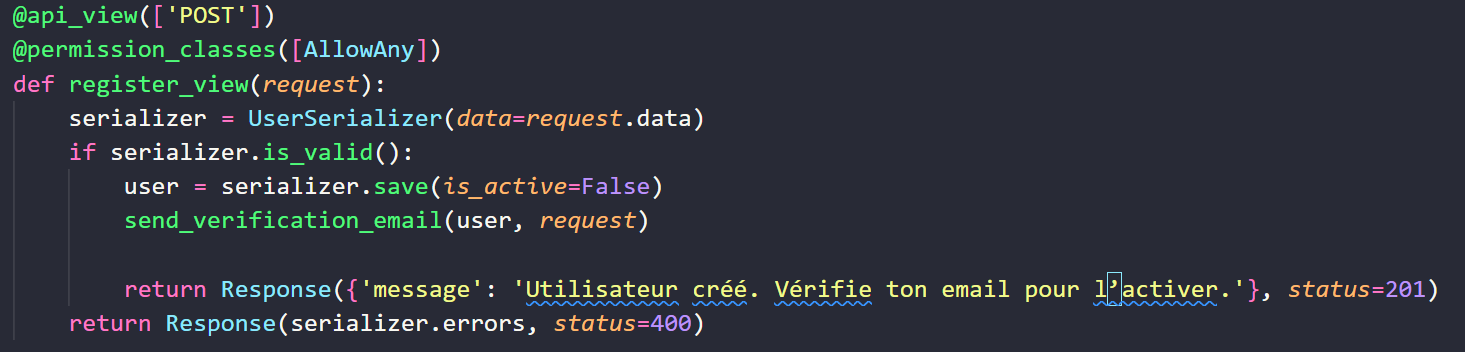 @api_view(['POST'])
@permission_classes([AllowAny])
def register_view(request):
    serializer = UserSerializer(data=request.data)
    if serializer.is_valid():
        user = serializer.save(is_active=False)
        send_verification_email(user, request)

        return Response({'message': 'Utilisateur créé. Vérifie ton email pour l’activer.'}, status=201)
    return Response(serializer.errors, status=400)